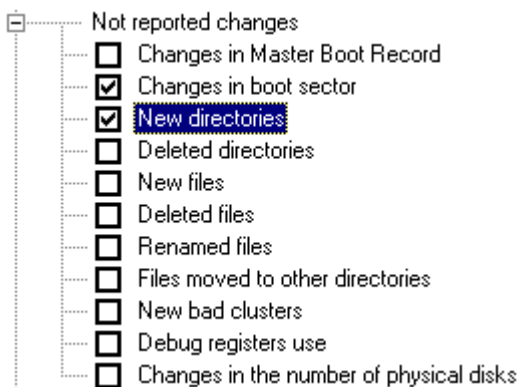 Not reported changes
Changes in Master Boot Record
Changes in boot sector
New directories
Deleted directories
New files
Deleted files
Renamed files
Files moved to other directories
New bad clusters
Debug registers use
Changes in the number of physical disks